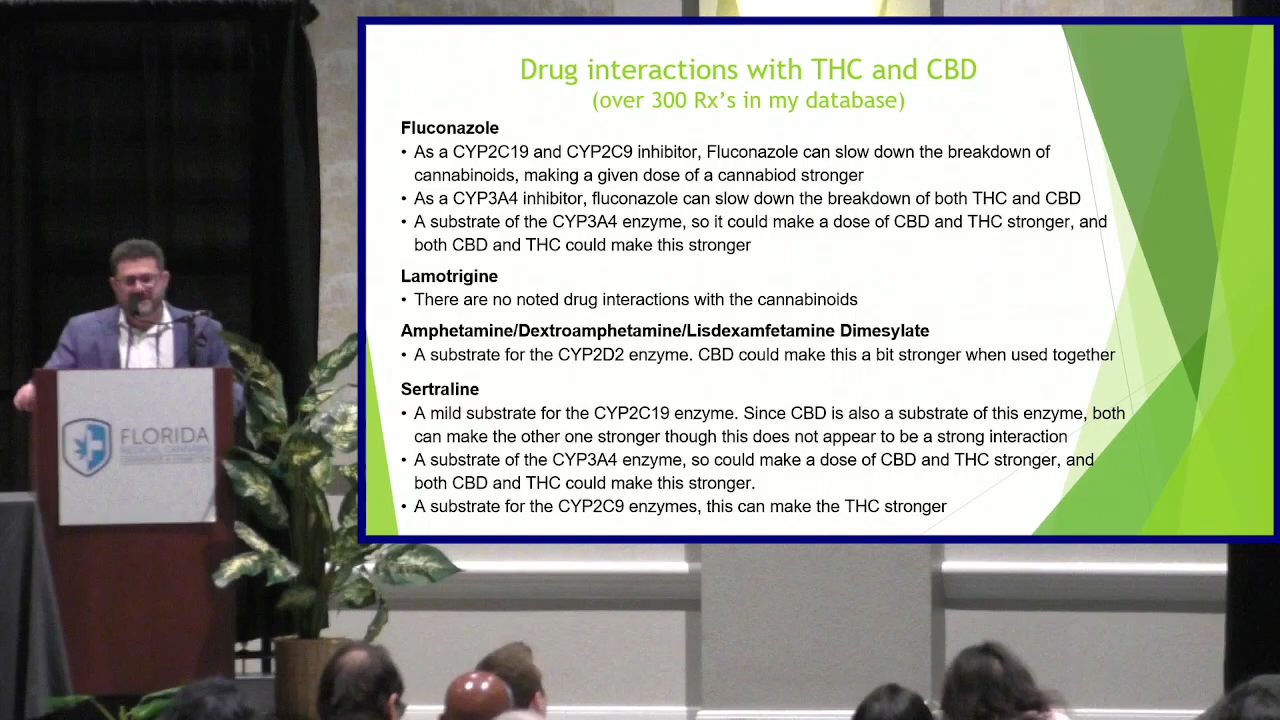 Drug interactions with THC and CBD
(over 300 Rx's in my database)
Fluconazole
• As a CYP2C19 and CYP2C9 inhibitor, Fluconazole can slow down the breakdown of
cannabinoids, making a given dose of a cannabiod stronger
• As a CYP3A4 inhibitor, fluconazole can slow down the breakdown of both THC and CBD
• A substrate of the CYP3A4 enzyme, so it could make a dose of CBD and THC stronger, and
both CBD and THC could make this stronger
Lamotrigine
• There are no noted drug interactions with the cannabinoids
Amphetamine/Dextroamphetamine/Lisdexamfetamine Dimesylate
• A substrate for the CYP2D2 enzyme. CBD could make this a bit stronger when used together
Sertraline
• A mild substrate for the CYP2C19 enzyme. Since CBD is also a substrate of this enzyme, both
can make the other one stronger though this does not appear to be a strong interaction
• A substrate of the CYP3A4 enzyme, so could make a dose of CBD and THC stronger, and
both CBD and THC could make this stronger.
• A substrate for the CYP2C9 enzymes, this can make the THC stronger
FLORIDA
MEDICAL CANNABIS